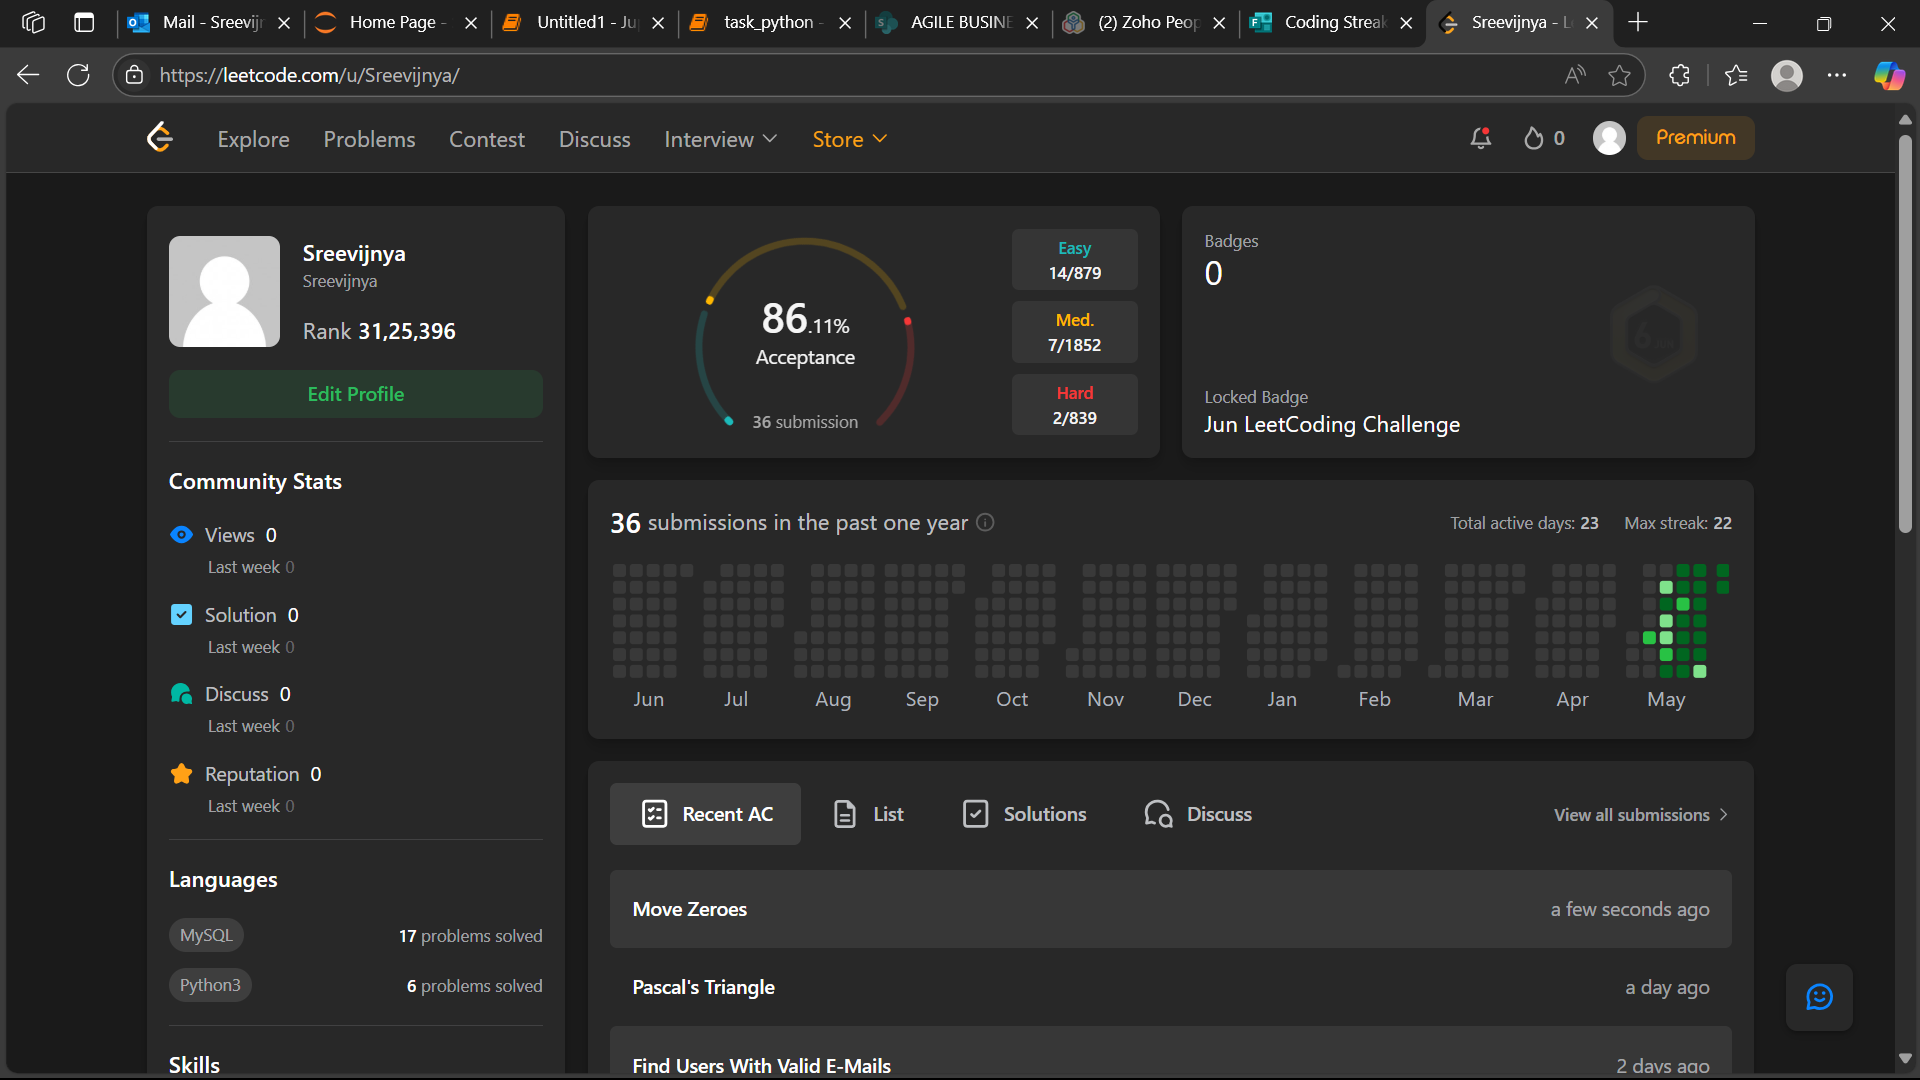 Mail - Sreevijr
Home Page -
Untitled1 - Ju
task_python -
AGILE BUSINE
(2) Zoho Peop
Coding Streak
Sreevijnya - L
https://leetcode.com/u/Sreevijnya/
Explore
Problems
Contest
Discuss
Interview
Store
0
Premium
Sreevijnya
Sreevijnya
Rank 31,25,396
Edit Profile
Community Stats
Views 0
Last week 0
Solution 0
Last week 0
Discuss 0
Last week 0
Reputation 0
Last week 0
Languages
MySQL
17 problems solved
Python3
6 problems solved
Skills
86.11%
Acceptance
36 submission
Easy
14/879
Med.
7/1852
Hard
2/839
Badges
0
Locked Badge
Jun LeetCoding Challenge
36 submissions in the past one year
Total active days: 23
Max streak: 22
Jun
Jul
Aug
Sep
Oct
Nov
Dec
Jan
Feb
Mar
Apr
May
Recent AC
List
Solutions
Discuss
View all submissions
Move Zeroes
a few seconds ago
Pascal's Triangle
a day ago
Find Users With Valid E-Mails
2 days ago